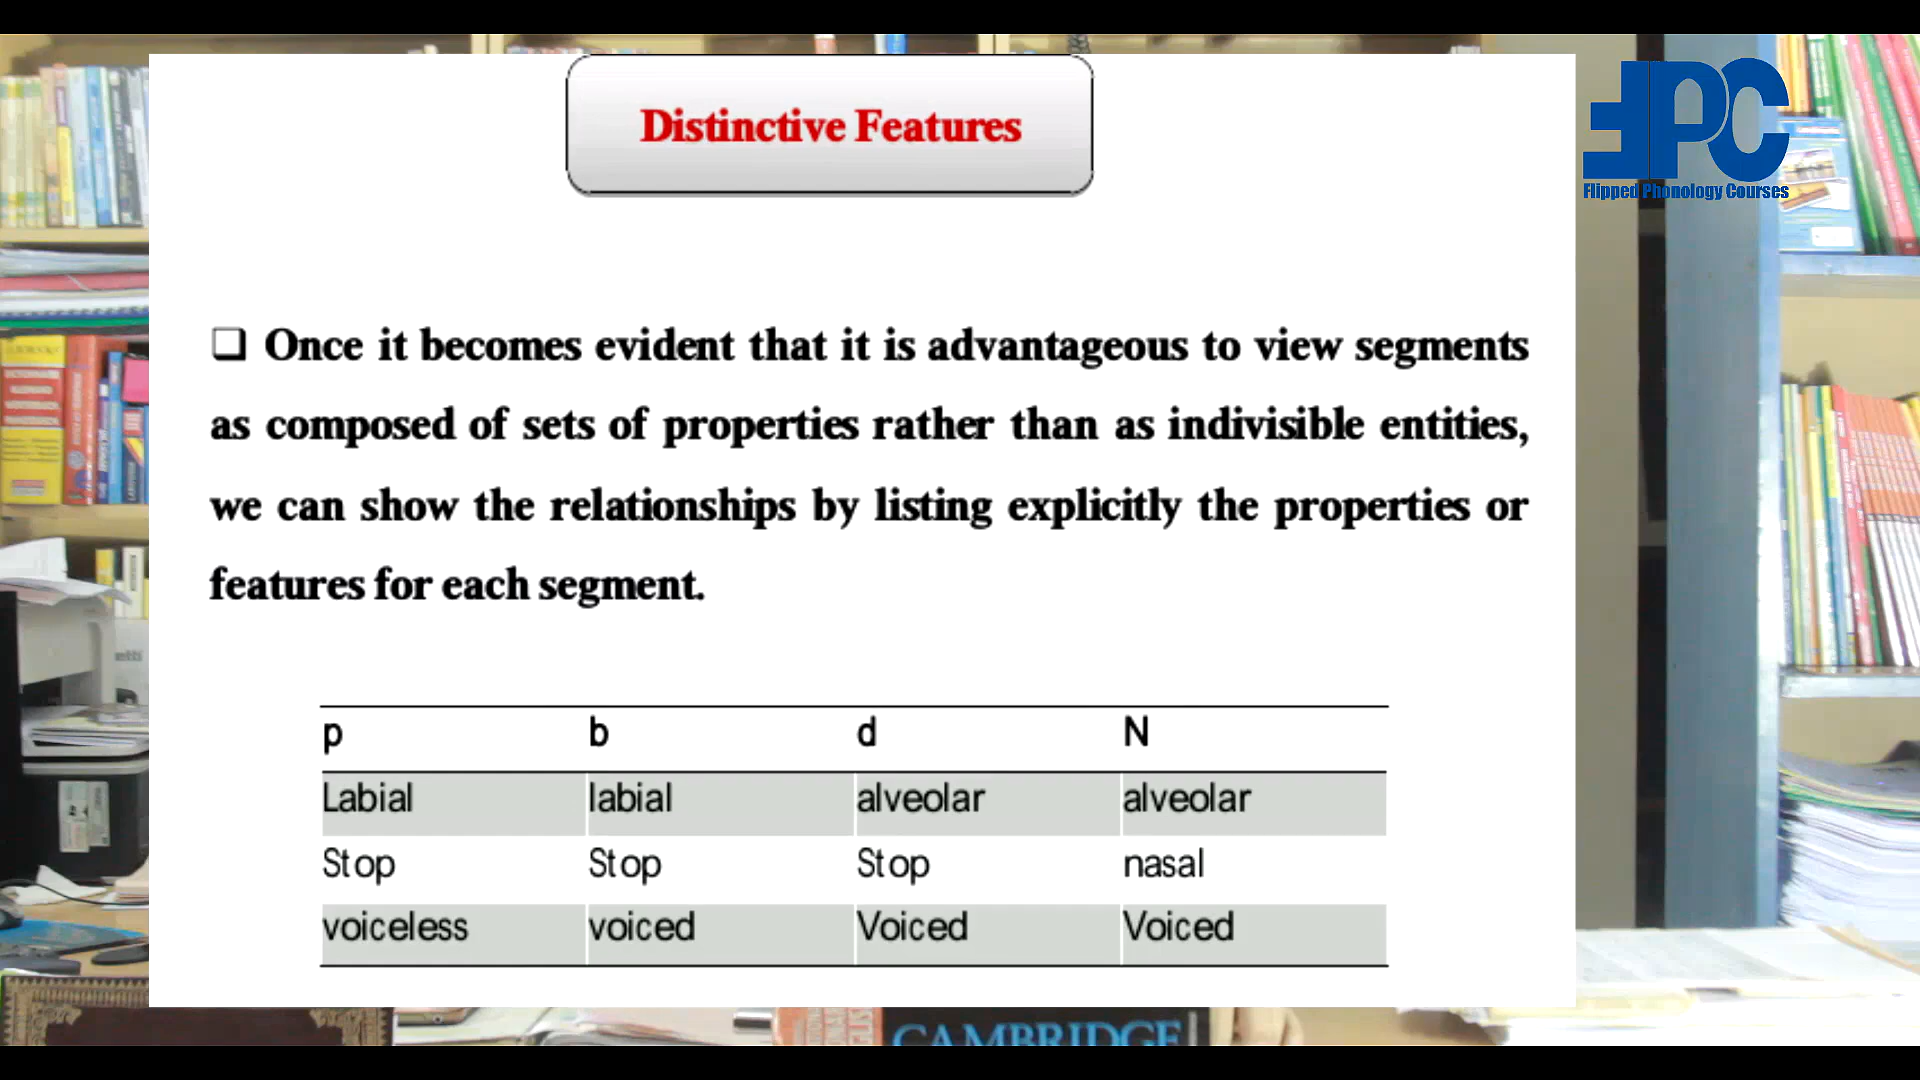 Distinctive Features
Flipped Phonology Courses
❑ Once it becomes evident that it is advantageous to view segments
as composed of sets of properties rather than as indivisible entities,
we can show the relationships by listing explicitly the properties or
features for each segment.
p b d N
Labial labial alveolar alveolar
Stop Stop Stop nasal
voiceless voiced Voiced Voiced
CAMBRIDGE